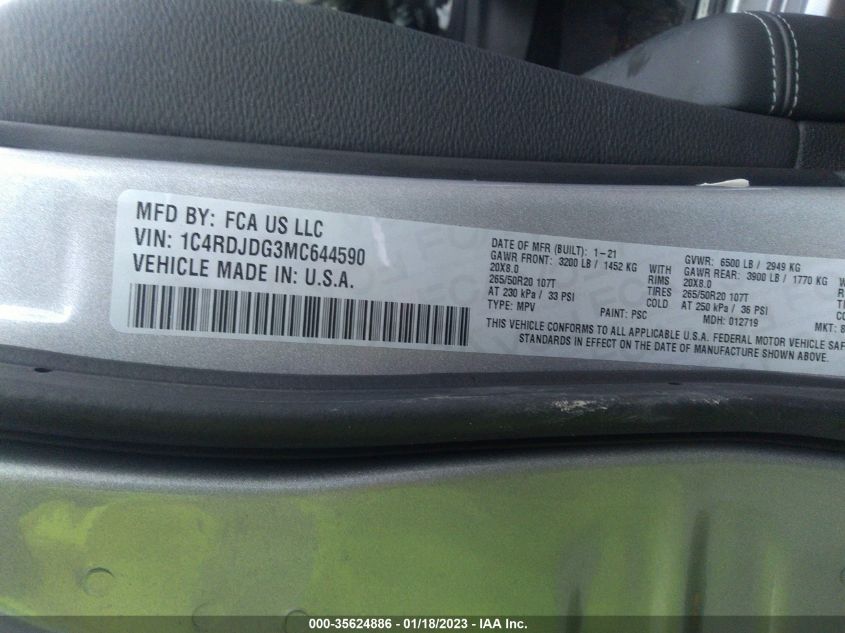 MFD BY: FCA US LLC
VIN: 1C4RDJDG3MC644590
VEHICLE MADE IN: U.S.A.
DATE OF MFR (BUILT): 1-21
GAWR FRONT: 3200 LB / 1452 KG WITH
20X8.0 RIMS
265/50R20 107T TIRES
AT 230 kPa / 33 PSI COLD
TYPE: MPV PAINT: PSC
GVWR: 6500 LB / 2949 KG
GAWR REAR: 3900 LB / 1770 KG
20X8.0
265/50R20 107T
AT 250 kPa / 36 PSI
MDH: 012719 MKT: 8
THIS VEHICLE CONFORMS TO ALL APPLICABLE U.S.A. FEDERAL MOTOR VEHICLE SAF
STANDARDS IN EFFECT ON THE DATE OF MANUFACTURE SHOWN ABOVE.
000-35624886 - 01/18/2023 - IAA Inc.